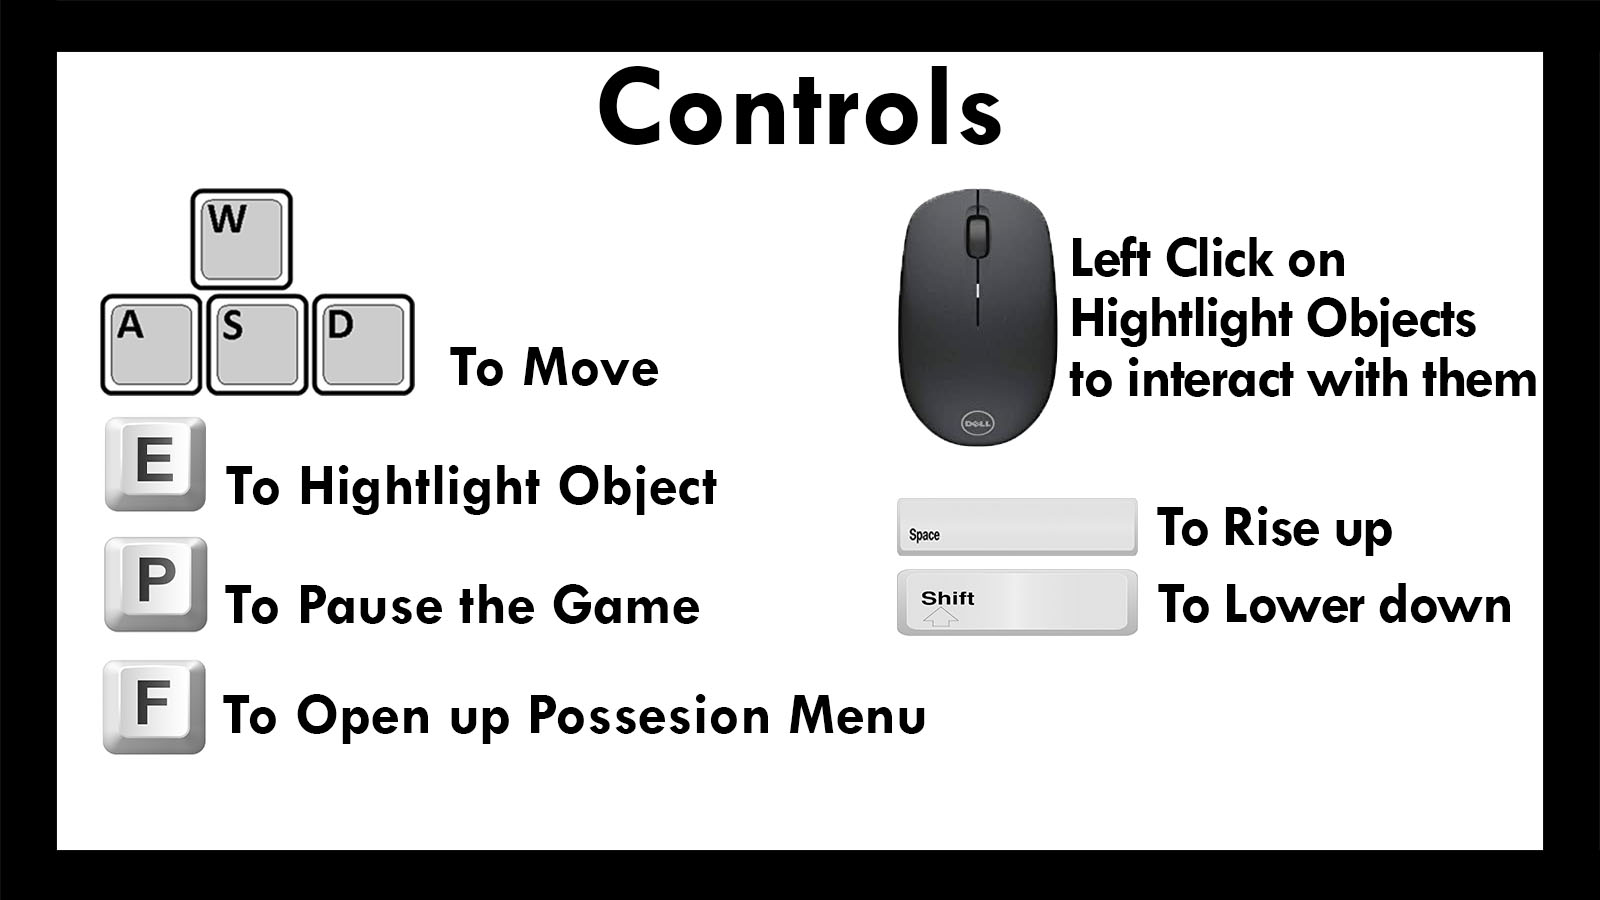 Controls
W
A S D
To Move
E
To Hightlight Object
P
To Pause the Game
F
To Open up Possesion Menu
DELL
Left Click on
Hightlight Objects
to interact with them
Space
To Rise up
Shift
To Lower down